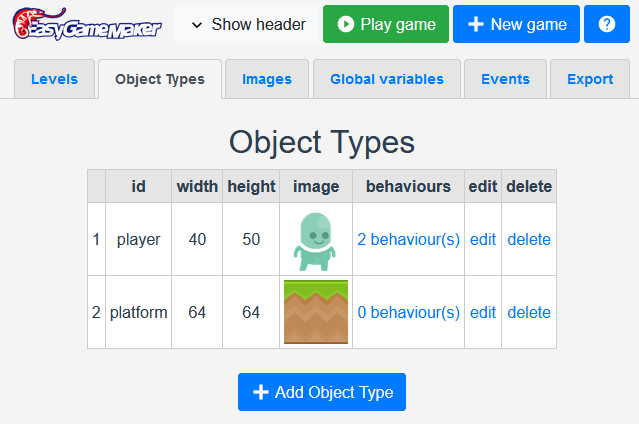 EasyGameMaker
Show header
Play game
New game
?
Levels
Object Types
Images
Global variables
Events
Export
Object Types
id width height image behaviours edit delete
1 player 40 50 2 behaviour(s) edit delete
2 platform 64 64 0 behaviour(s) edit delete
Add Object Type